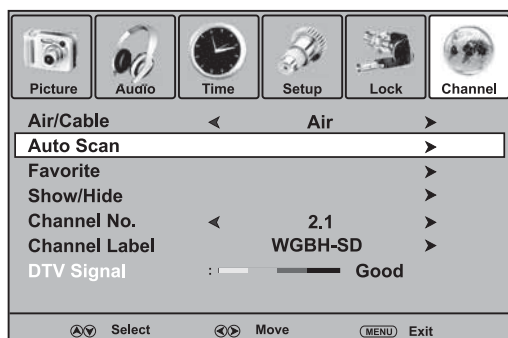 Picture Audio Time Setup Lock Channel
Air/Cable Air
Auto Scan
Favorite
Show/Hide
Channel No. 2.1
Channel Label WGBH-SD
DTV Signal : Good
Select Move MENU Exit